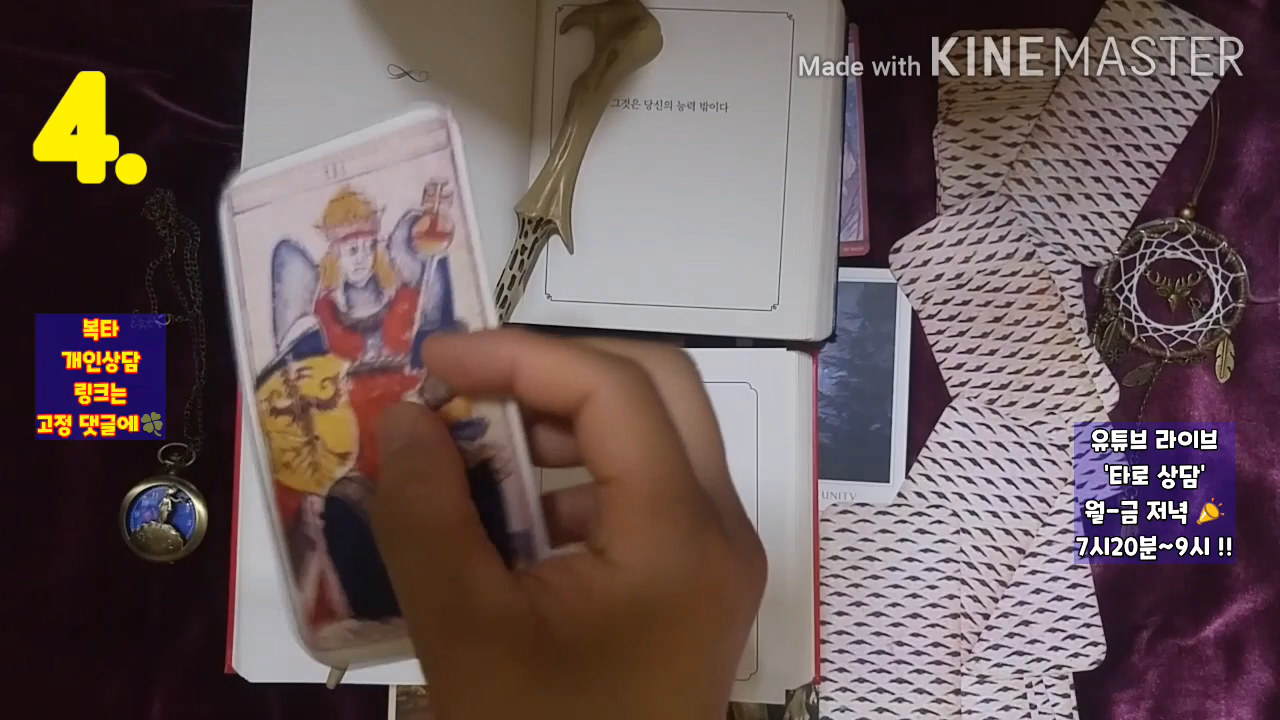 4.
Made with KINEMASTER
그것은 당신의 능력 밖이다
III
복타
개인상담
링크는
고정 댓글에🍀
유튜브 라이브
'타로 상담'
월-금 저녁 📣
7시20분~9시 !!
UNITY